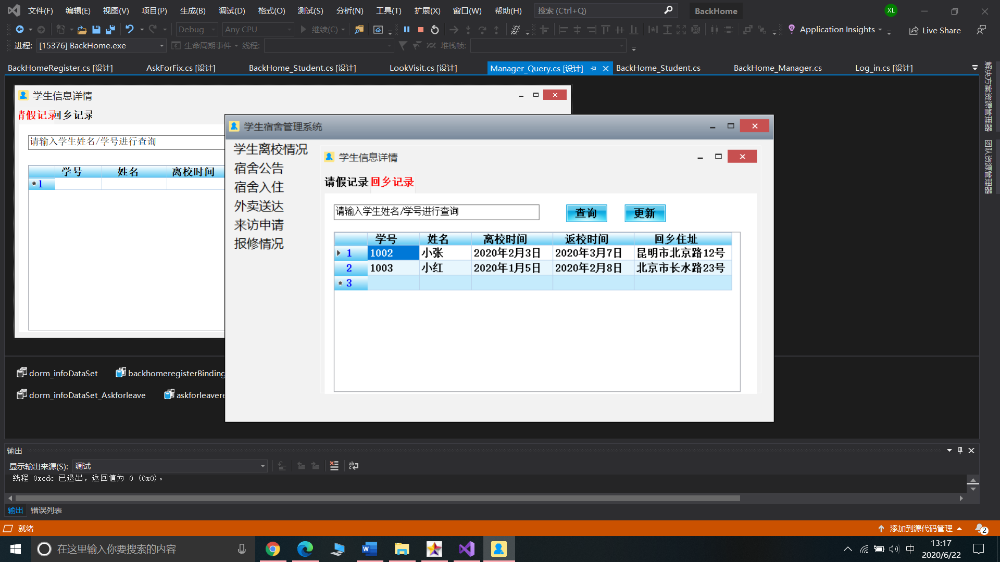 文件(F) 编辑(E) 视图(V) 项目(P) 生成(B) 调试(D) 格式(O) 测试(S) 分析(N) 工具(T) 扩展(X) 窗口(W) 帮助(H) 搜索 (Ctrl+Q) BackHome XL
Debug Any CPU 继续(C) Application Insights Live Share
进程: [15376] BackHome.exe 生命周期事件 线程: 堆栈帧:
BackHomeRegister.cs [设计] AskForFix.cs [设计] BackHome_Student.cs [设计] LookVisit.cs [设计] Manager_Query.cs [设计] BackHome_Student.cs BackHome_Manager.cs Log_in.cs [设计]
解决方案资源管理器
团队资源管理器
学生信息详情
请假记录 回乡记录
请输入学生姓名/学号进行查询
学号 姓名 离校时间
*1
学生宿舍管理系统
学生离校情况
宿舍公告
宿舍入住
外卖送达
来访申请
报修情况
学生信息详情
请假记录 回乡记录
请输入学生姓名/学号进行查询 查询 更新
学号 姓名 离校时间 返校时间 回乡住址
1 1002 小张 2020年2月3日 2020年3月7日 昆明市北京路12号
2 1003 小红 2020年1月5日 2020年2月8日 北京市长水路23号
* 3
dorm_infoDataSet backhomeregisterBinding
dorm_infoDataSet_Askforleave askforleavere
输出
显示输出来源(S): 调试
线程 0xcdc 已退出，返回值为 0 (0x0)。
输出 错误列表
就绪 添加到源代码管理 2
在这里输入你要搜索的内容 中 13:17
2020/6/22